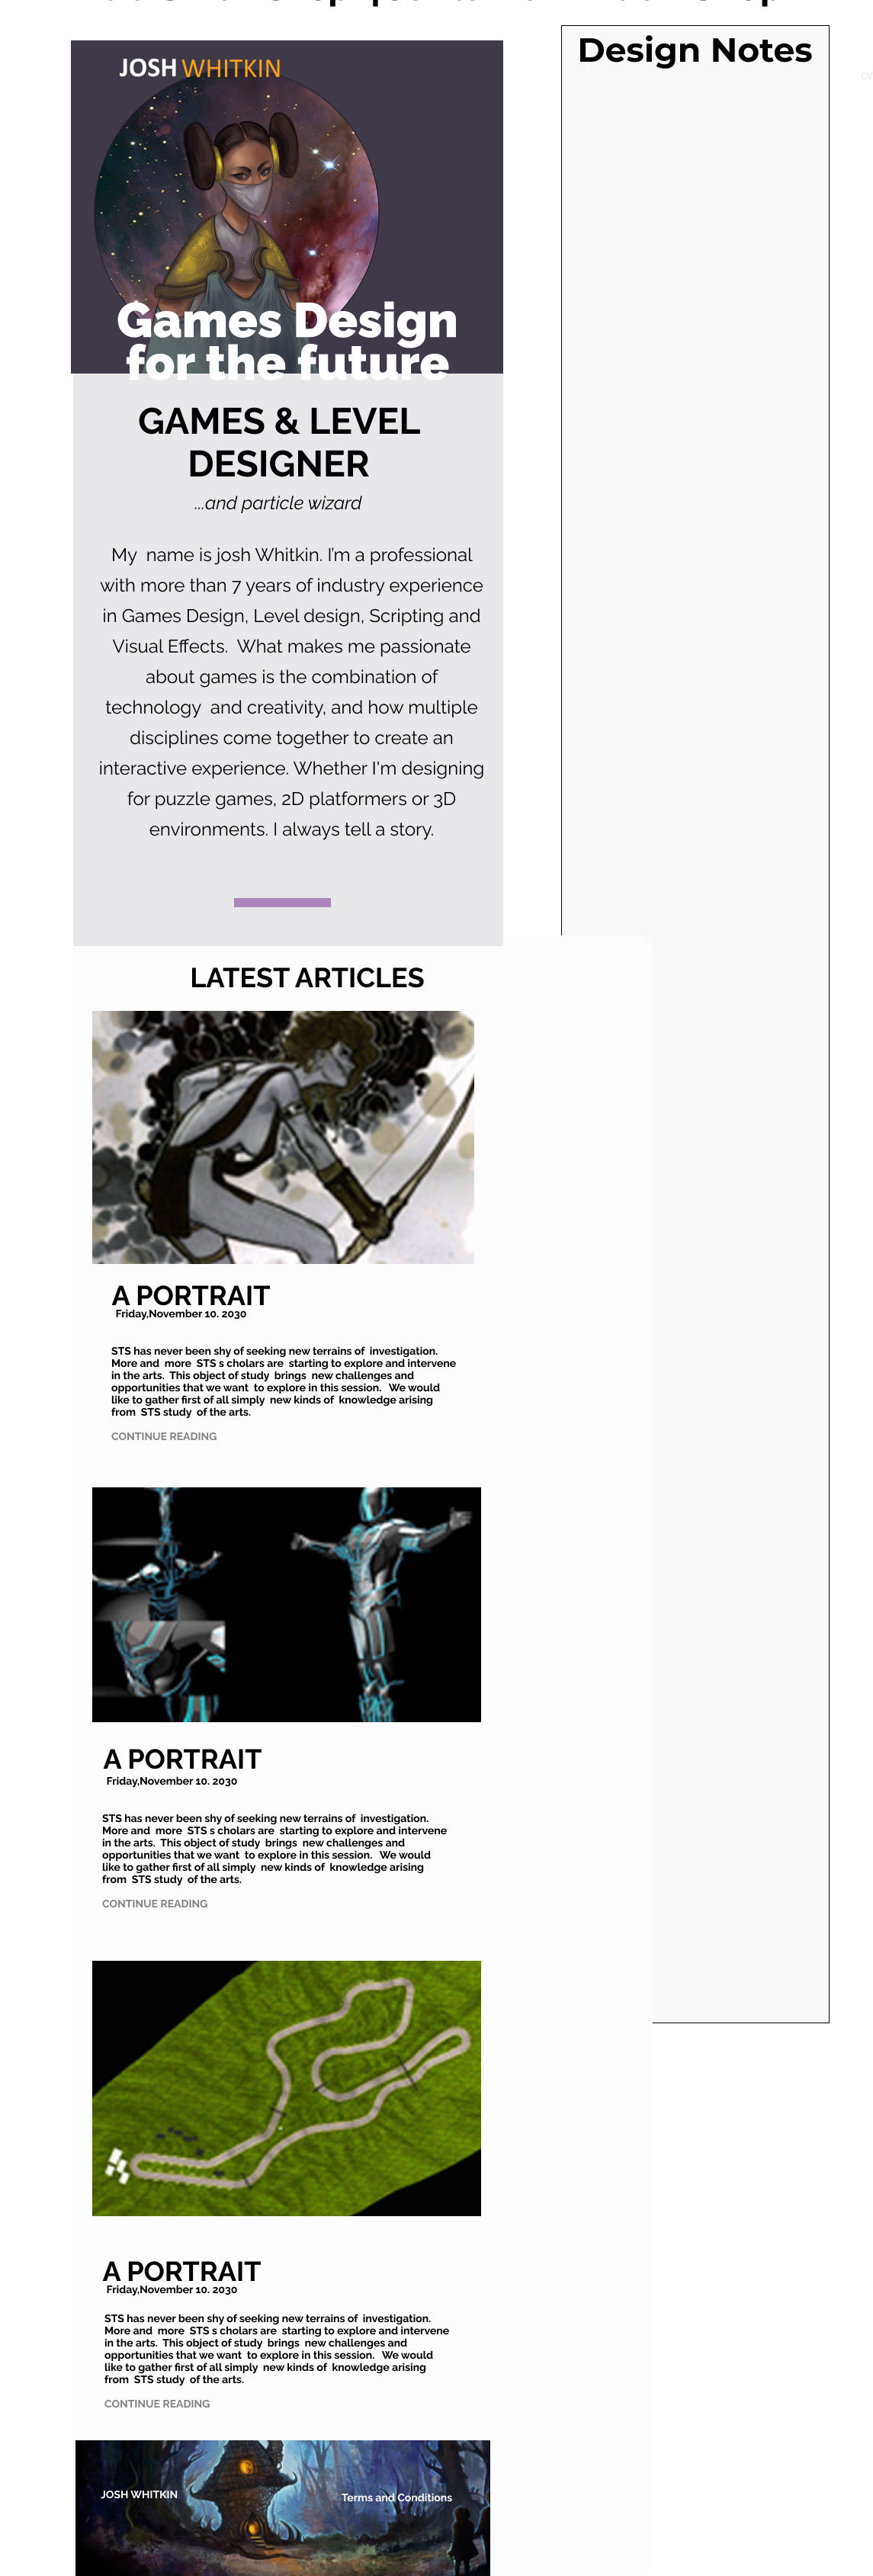 Design Notes
CV
JOSH WHITKIN
Games Design
for the future
GAMES & LEVEL
DESIGNER
...and particle wizard
My  name is josh Whitkin. I'm a professional
with more than 7 years of industry experience
in Games Design, Level design, Scripting and
Visual Effects.  What makes me passionate
about games is the combination of
technology  and creativity, and how multiple
disciplines come together to create an
interactive experience. Whether I'm designing
for puzzle games, 2D platformers or 3D
environments. I always tell a story.
LATEST ARTICLES
A PORTRAIT
Friday,November 10. 2030
STS has never been shy of seeking new terrains of  investigation.
More and  more  STS s cholars are  starting to explore and intervene
in the arts.  This object of study  brings  new challenges and
opportunities that we want  to explore in this session.   We would
like to gather first of all simply  new kinds of  knowledge arising
from  STS study  of the arts.
CONTINUE READING
A PORTRAIT
Friday,November 10. 2030
STS has never been shy of seeking new terrains of  investigation.
More and  more  STS s cholars are  starting to explore and intervene
in the arts.  This object of study  brings  new challenges and
opportunities that we want  to explore in this session.   We would
like to gather first of all simply  new kinds of  knowledge arising
from  STS study  of the arts.
CONTINUE READING
A PORTRAIT
Friday,November 10. 2030
STS has never been shy of seeking new terrains of  investigation.
More and  more  STS s cholars are  starting to explore and intervene
in the arts.  This object of study  brings  new challenges and
opportunities that we want  to explore in this session.   We would
like to gather first of all simply  new kinds of  knowledge arising
from  STS study  of the arts.
CONTINUE READING
JOSH WHITKIN
Terms and Conditions